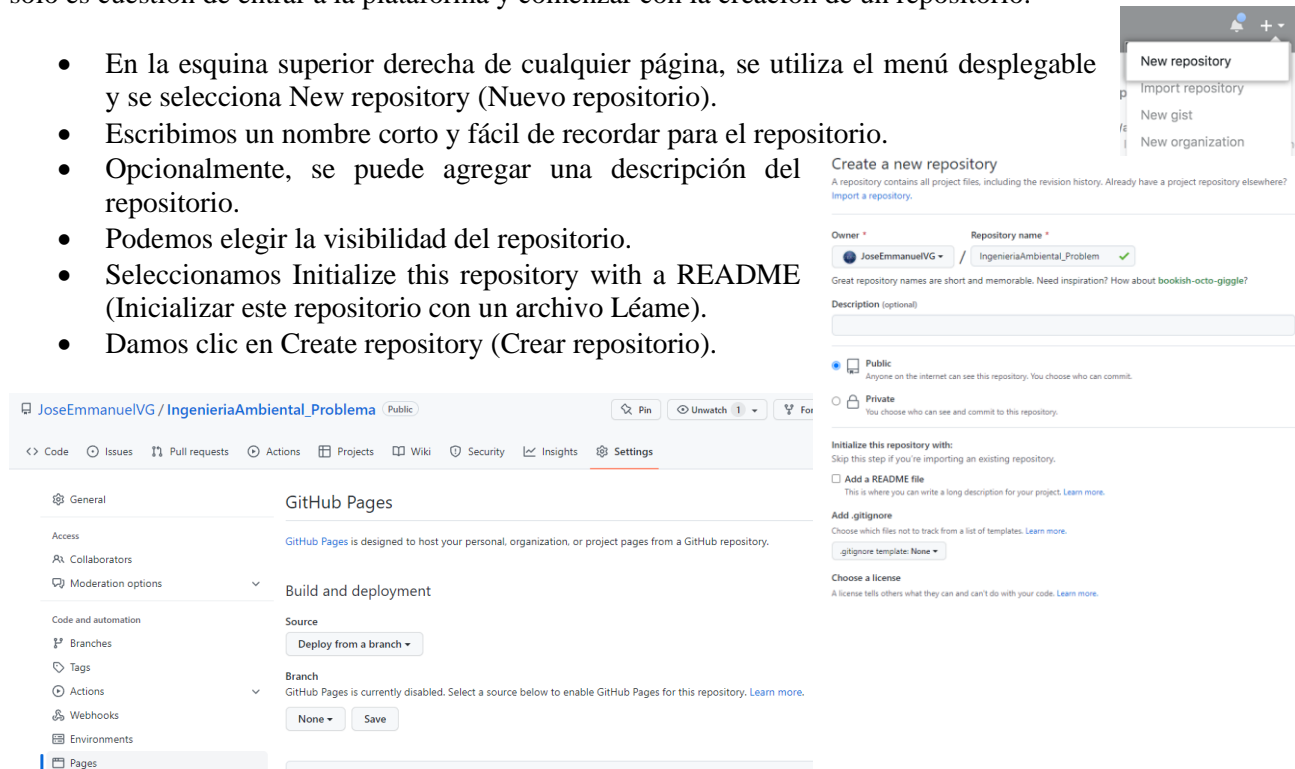 solo es cuestión de entrar a la plataforma y comenzar con la creación de un repositorio.
• En la esquina superior derecha de cualquier página, se utiliza el menú desplegable
y se selecciona New repository (Nuevo repositorio).
• Escribimos un nombre corto y fácil de recordar para el repositorio.
• Opcionalmente, se puede agregar una descripción del
repositorio.
• Podemos elegir la visibilidad del repositorio.
• Seleccionamos Initialize this repository with a README
(Inicializar este repositorio con un archivo Léame).
• Damos clic en Create repository (Crear repositorio).
New repository
Import repository
New gist
New organization
Create a new repository
A repository contains all project files, including the revision history. Already have a project repository elsewhere?
Import a repository.
Owner * Repository name *
JoseEmmanuelVG / IngenieriaAmbiental_Problem
Great repository names are short and memorable. Need inspiration? How about bookish-octo-giggle?
Description (optional)
Public
Anyone on the internet can see this repository. You choose who can commit.
Private
You choose who can see and commit to this repository.
Initialize this repository with:
Skip this step if you're importing an existing repository.
Add a README file
This is where you can write a long description for your project. Learn more.
Add .gitignore
Choose which files not to track from a list of templates. Learn more.
.gitignore template: None
Choose a license
A license tells others what they can and can't do with your code. Learn more.
JoseEmmanuelVG / IngenieriaAmbiental_Problema Public Pin Unwatch 1 For
Code Issues Pull requests Actions Projects Wiki Security Insights Settings
General
Access
Collaborators
Moderation options
Code and automation
Branches
Tags
Actions
Webhooks
Environments
Pages
GitHub Pages
GitHub Pages is designed to host your personal, organization, or project pages from a GitHub repository.
Build and deployment
Source
Deploy from a branch
Branch
GitHub Pages is currently disabled. Select a source below to enable GitHub Pages for this repository. Learn more.
None Save